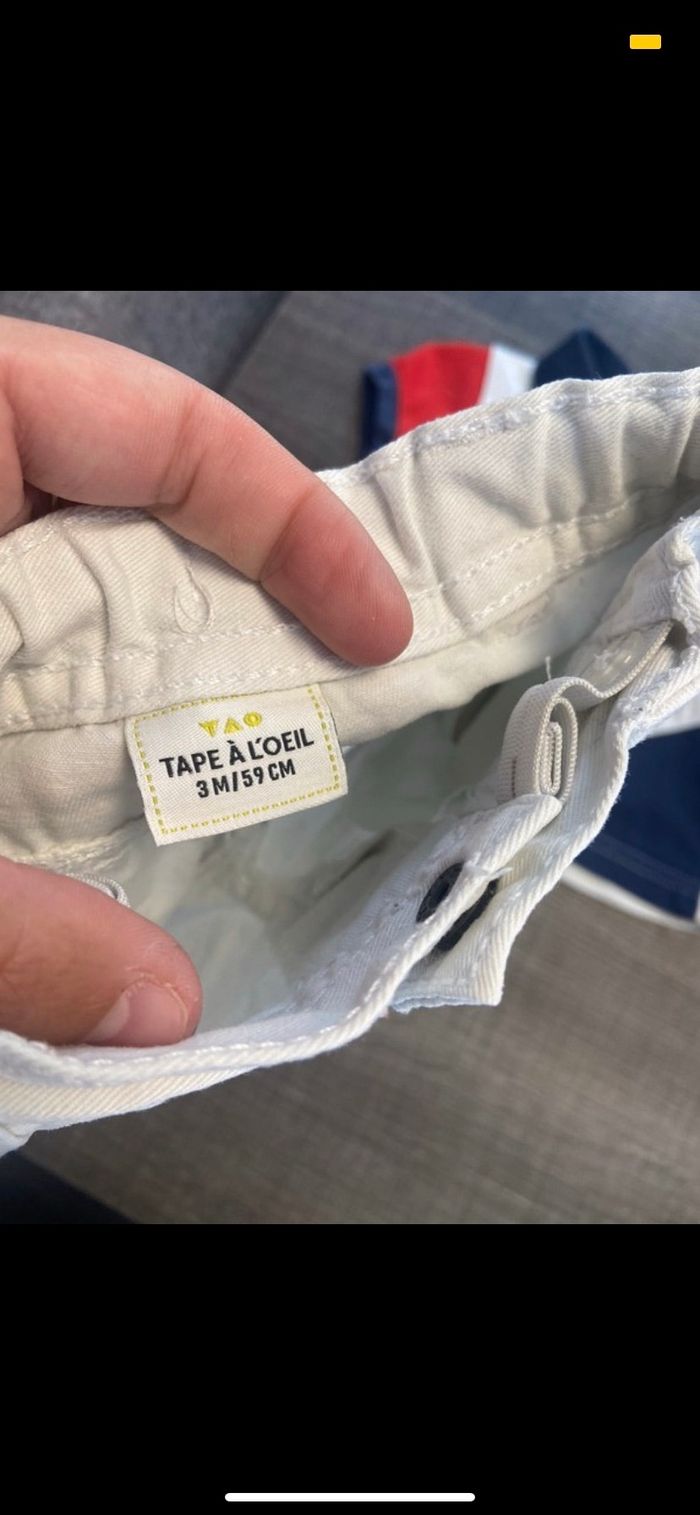 TAO
TAPE À L'OEIL
3 M/59 CM